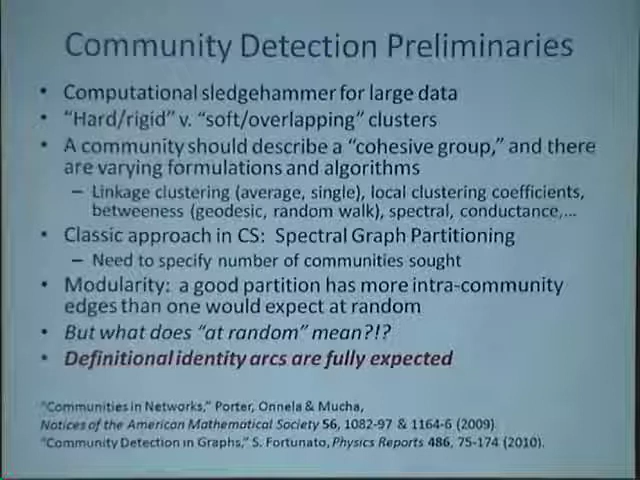 Community Detection Preliminaries
• Computational sledgehammer for large data
• "Hard/rigid" v. "soft/overlapping" clusters
• A community should describe a "cohesive group," and there
are varying formulations and algorithms
– Linkage clustering (average, single), local clustering coefficients,
betweeness (geodesic, random walk), spectral, conductance,...
• Classic approach in CS: Spectral Graph Partitioning
– Need to specify number of communities sought
• Modularity: a good partition has more intra-community
edges than one would expect at random
• But what does "at random" mean?!?
• Definitional identity arcs are fully expected
"Communities in Networks," Porter, Onnela & Mucha,
Notices of the American Mathematical Society 56, 1082-97 & 1164-6 (2009).
"Community Detection in Graphs," S. Fortunato, Physics Reports 486, 75-174 (2010).